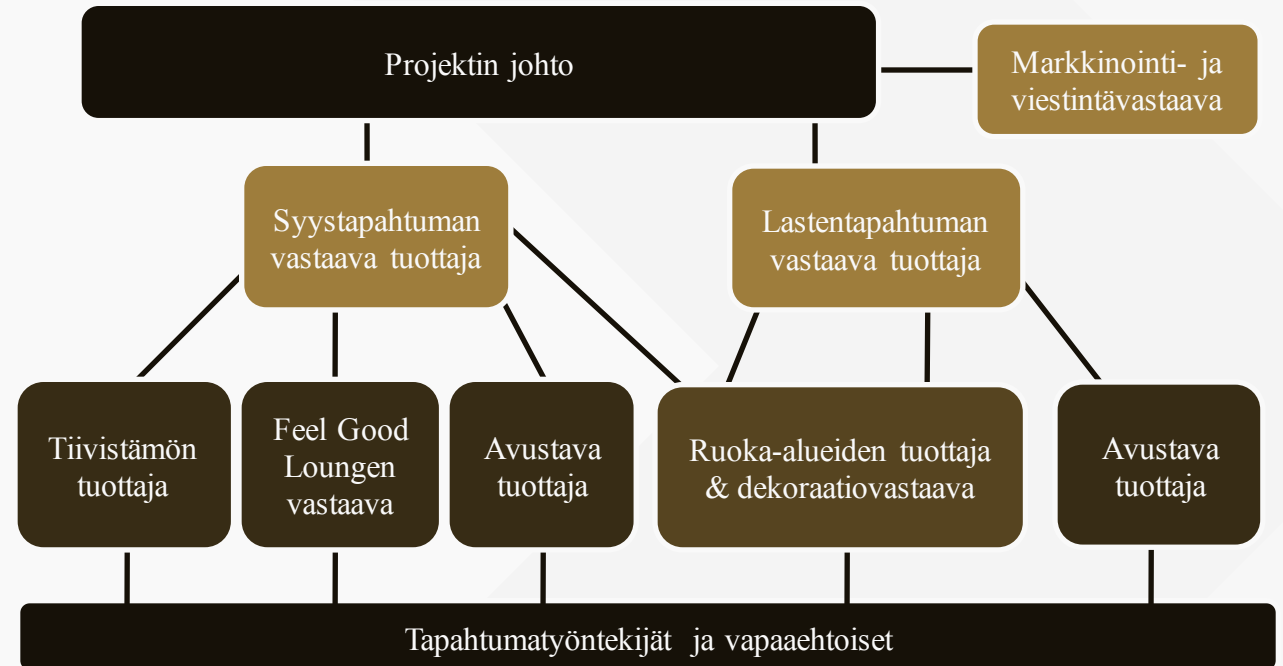 Projektin johto
Markkinointi- ja
viestintävastaava
Syystapahtuman
vastaava tuottaja
Lastentapahtuman
vastaava tuottaja
Tiivistämön
tuottaja
Feel Good
Loungen
vastaava
Avustava
tuottaja
Ruoka-alueiden tuottaja
& dekoraatiovastaava
Avustava
tuottaja
Tapahtumatyöntekijät ja vapaaehtoiset